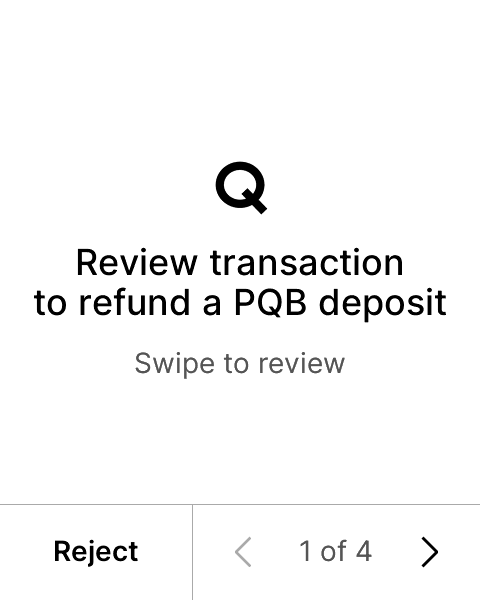 Q
Review transaction
to refund a PQB deposit
Swipe to review
Reject
1 of 4